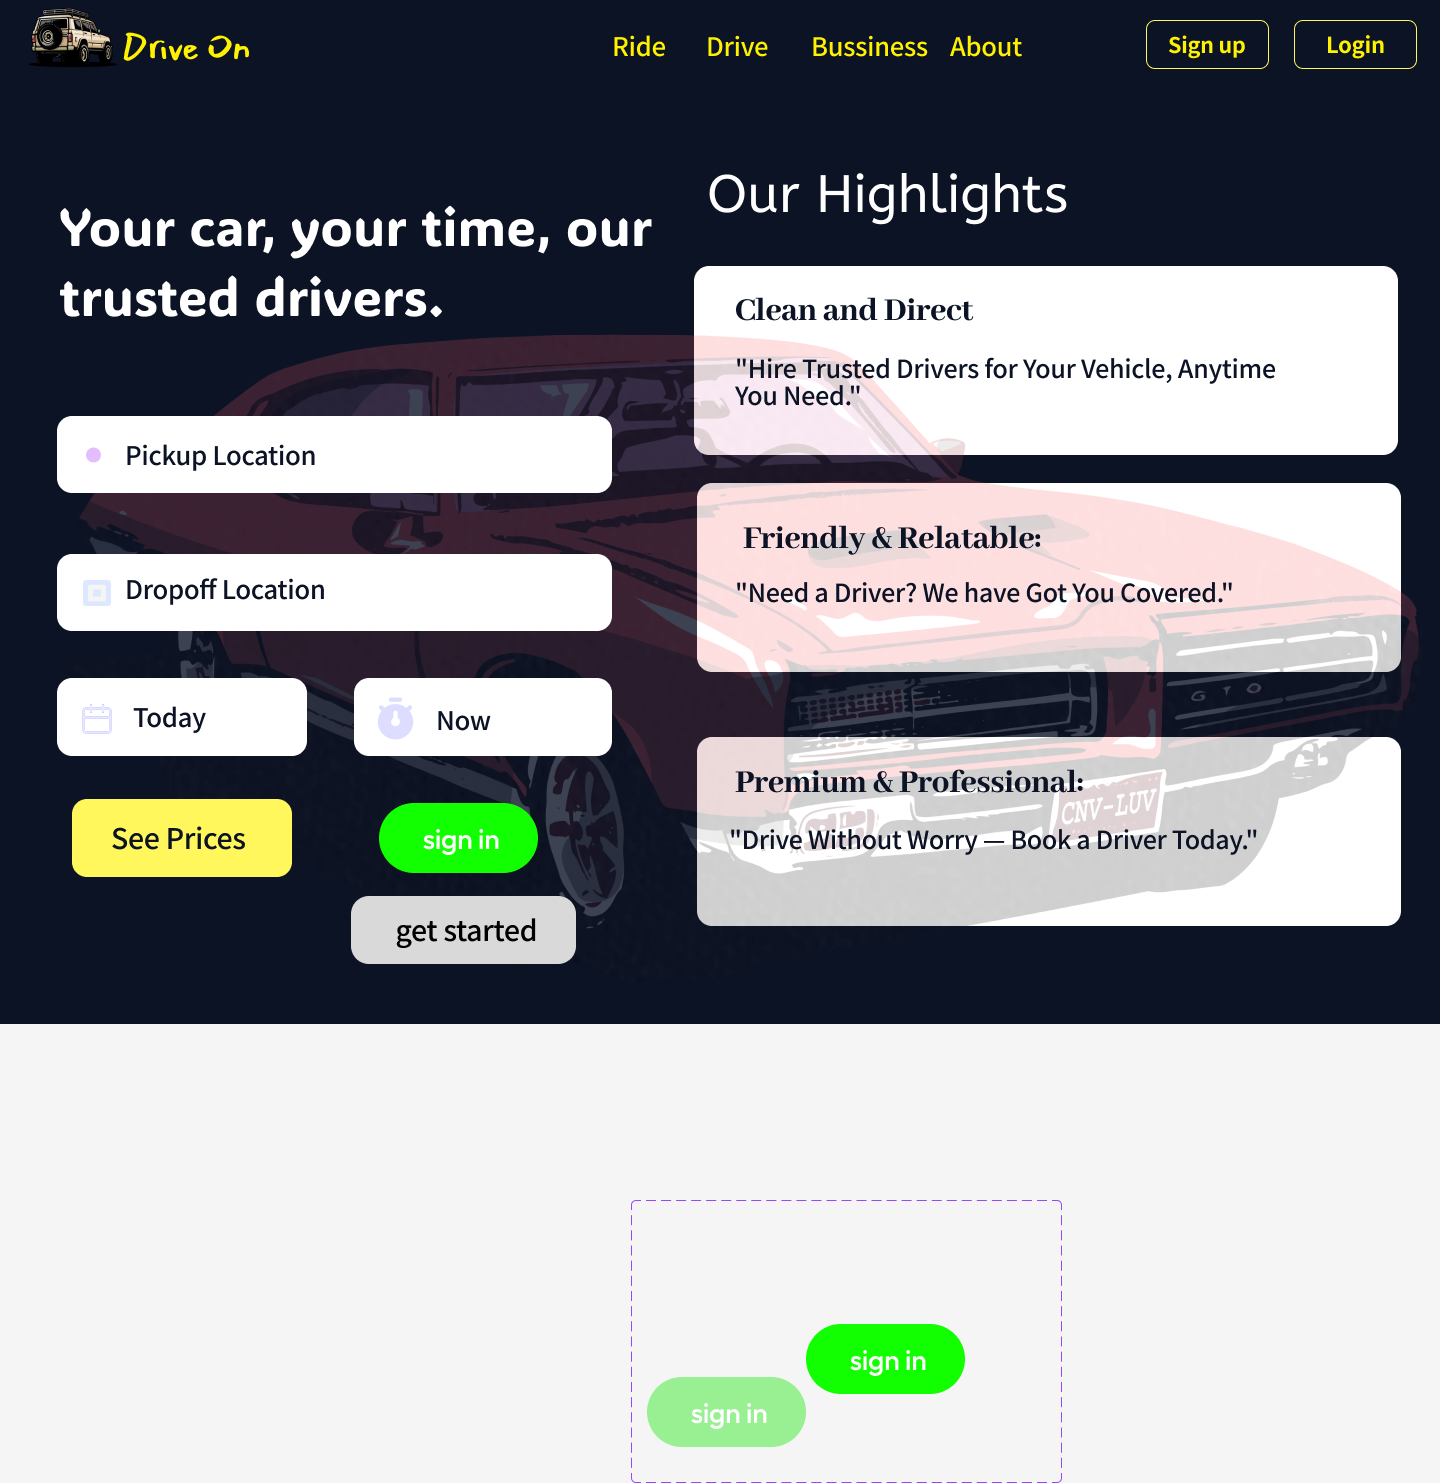 Drive On
Ride Drive Bussiness About
Sign up Login
Your car, your time, our
trusted drivers.
Pickup Location
Dropoff Location
Today
Now
See Prices
sign in
get started
Our Highlights
Clean and Direct
"Hire Trusted Drivers for Your Vehicle, Anytime
You Need."
Friendly & Relatable:
"Need a Driver? We have Got You Covered."
GTO
Premium & Professional:
CNV-LUV
"Drive Without Worry — Book a Driver Today."
sign in
sign in